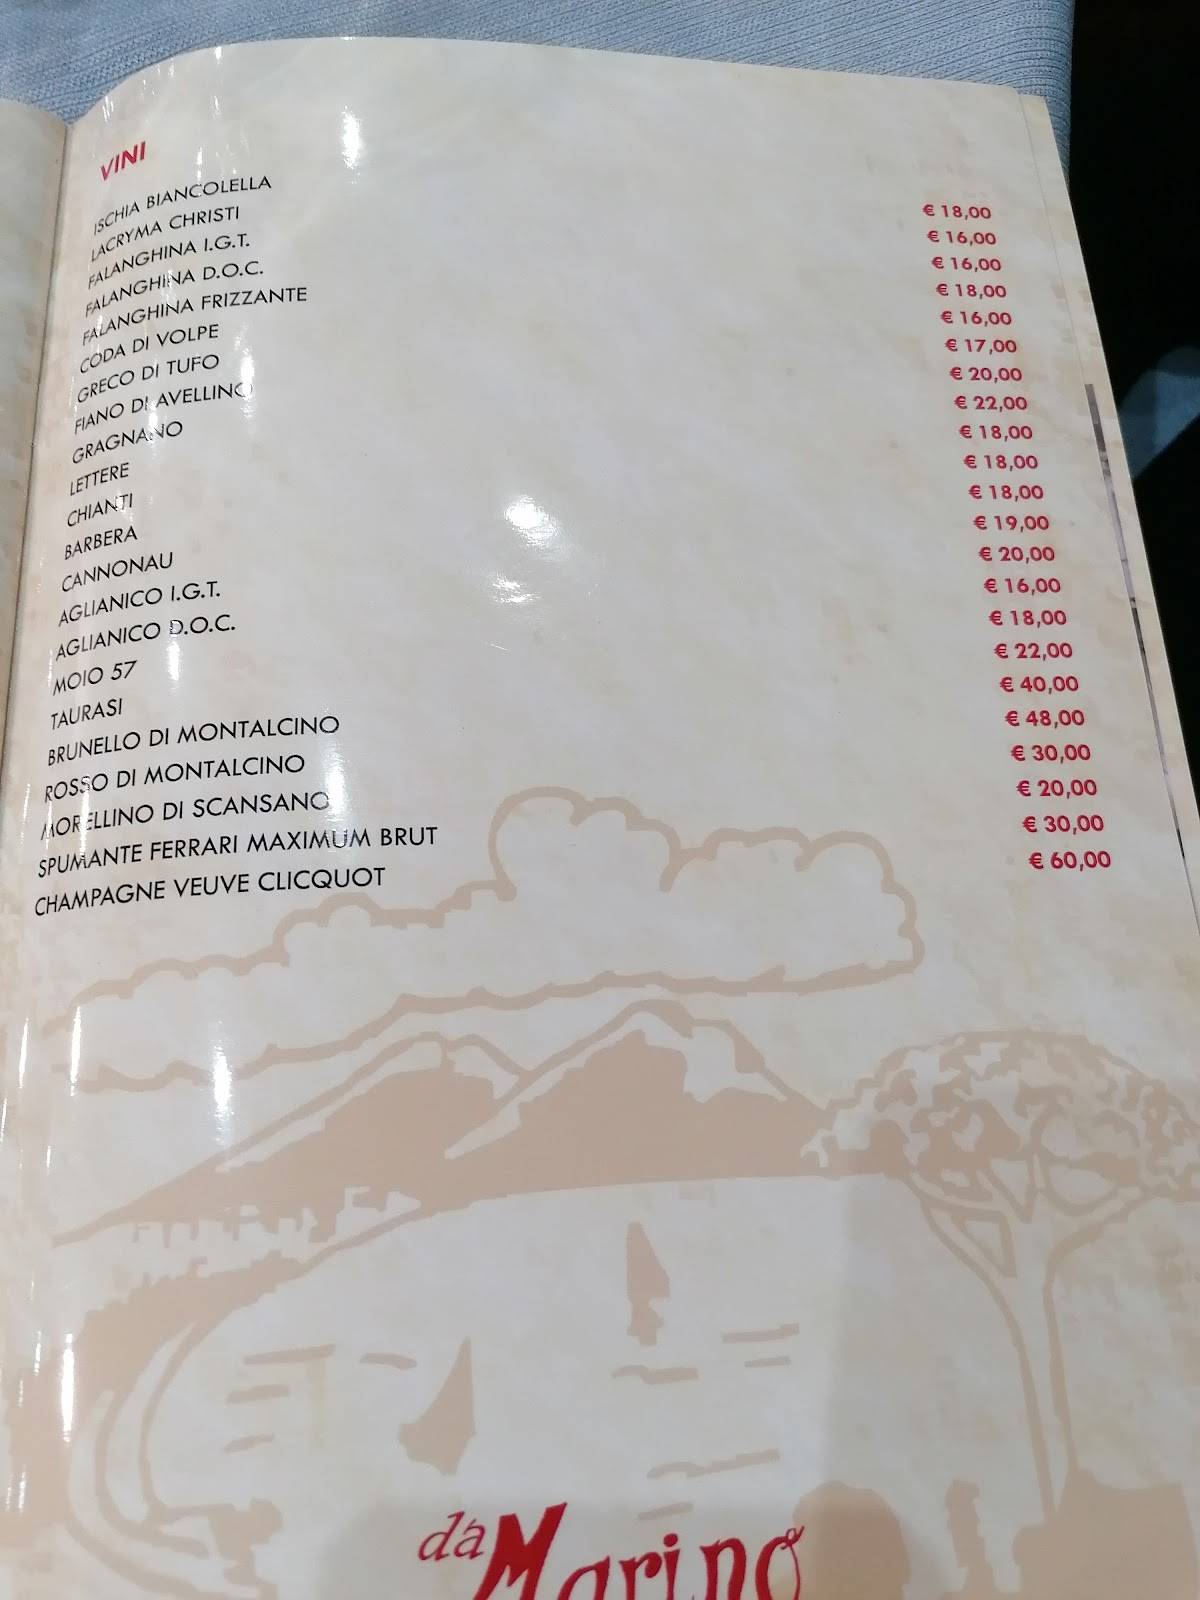 VINI
ISCHIA BIANCOLELLA € 18,00
LACRYMA CHRISTI € 16,00
FALANGHINA I.G.T. € 16,00
FALANGHINA D.O.C. € 18,00
FALANGHINA FRIZZANTE € 16,00
CODA DI VOLPE € 17,00
GRECO DI TUFO € 20,00
FIANO DI AVELLINO € 22,00
GRAGNANO € 18,00
LETTERE € 18,00
CHIANTI € 18,00
BARBERA € 19,00
CANNONAU € 20,00
AGLIANICO I.G.T. € 16,00
AGLIANICO D.O.C. € 18,00
MOIO 57 € 22,00
TAURASI € 40,00
BRUNELLO DI MONTALCINO € 48,00
ROSSO DI MONTALCINO € 30,00
MORELLINO DI SCANSANO € 20,00
SPUMANTE FERRARI MAXIMUM BRUT € 30,00
CHAMPAGNE VEUVE CLICQUOT € 60,00
dá Marino